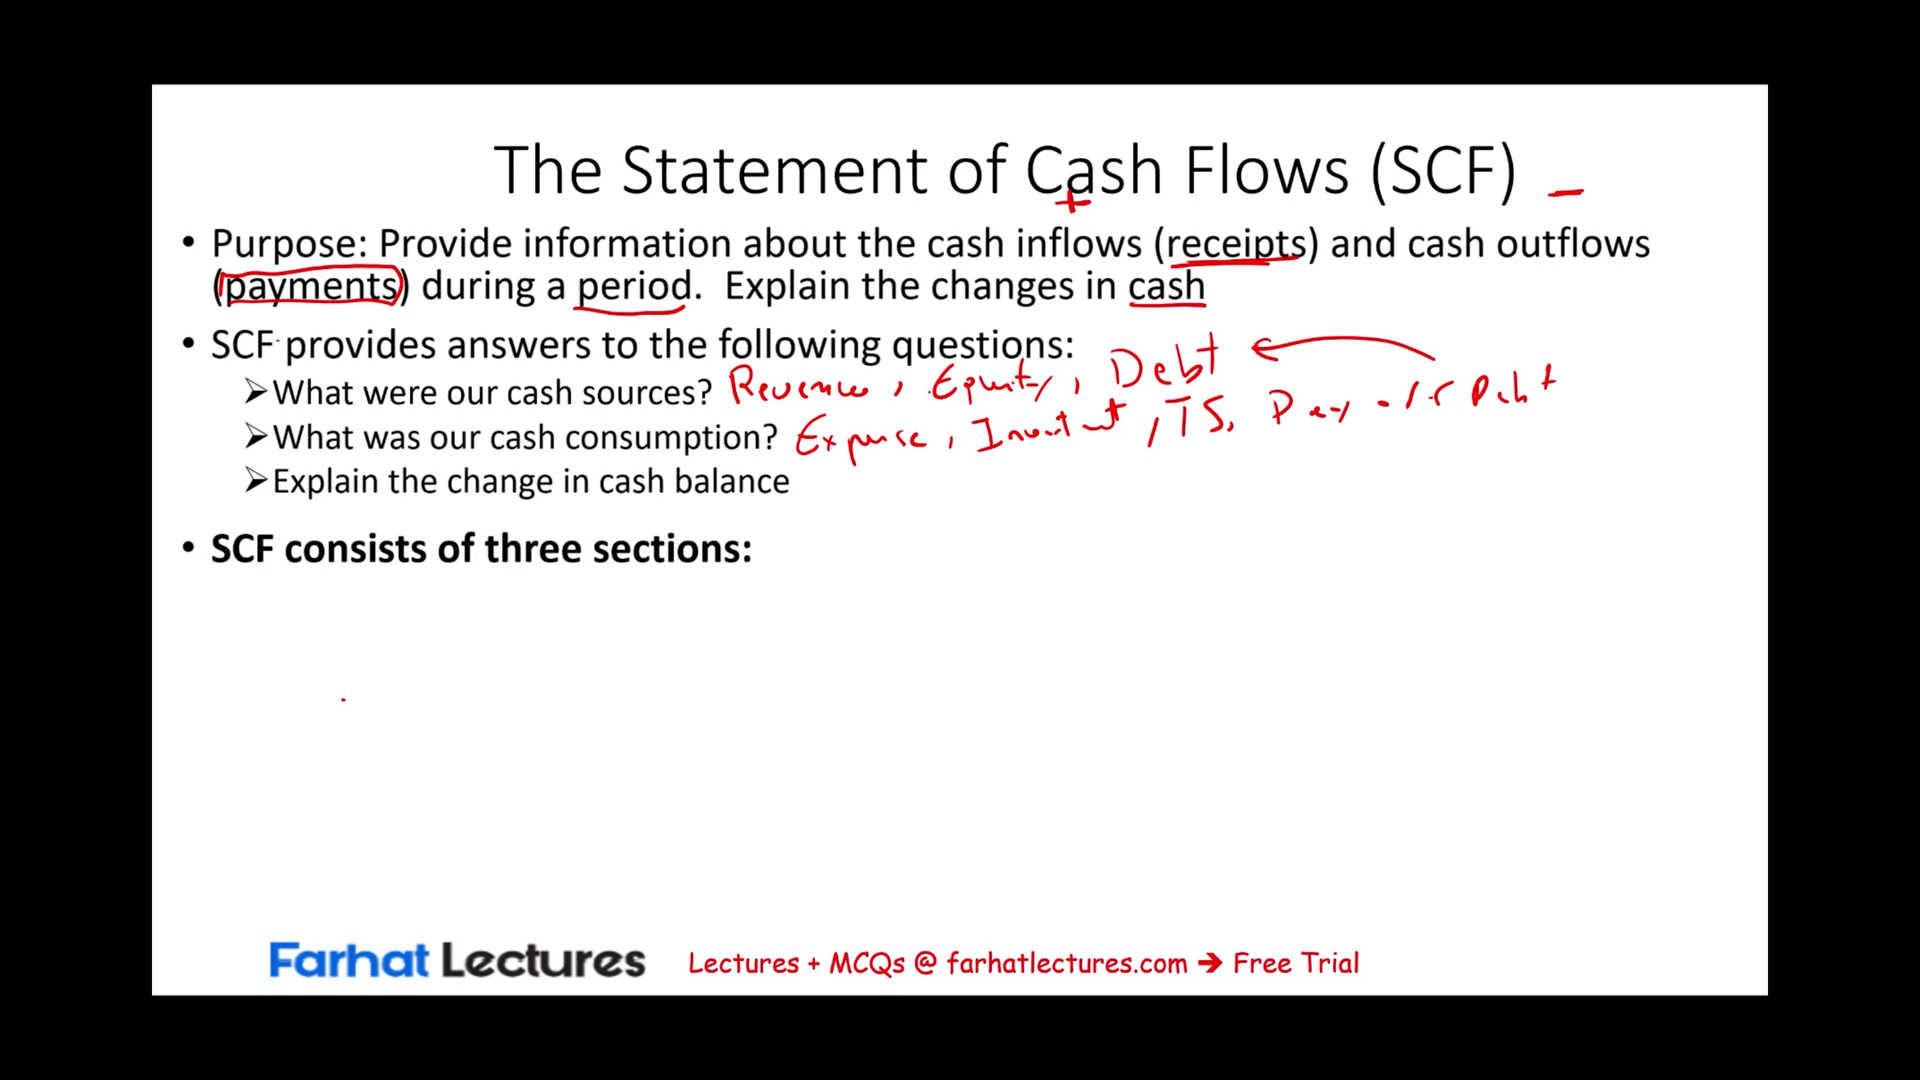 The Statement of Cash Flows (SCF)
+ −
• Purpose: Provide information about the cash inflows (receipts) and cash outflows
(payments) during a period. Explain the changes in cash
• SCF provides answers to the following questions:
➢What were our cash sources? Revenue, Equity, Debt
➢What was our cash consumption? Expense, Investment, TS, Pay off Debt
➢Explain the change in cash balance
• SCF consists of three sections:
Farhat Lectures Lectures + MCQs @ farhatlectures.com → Free Trial